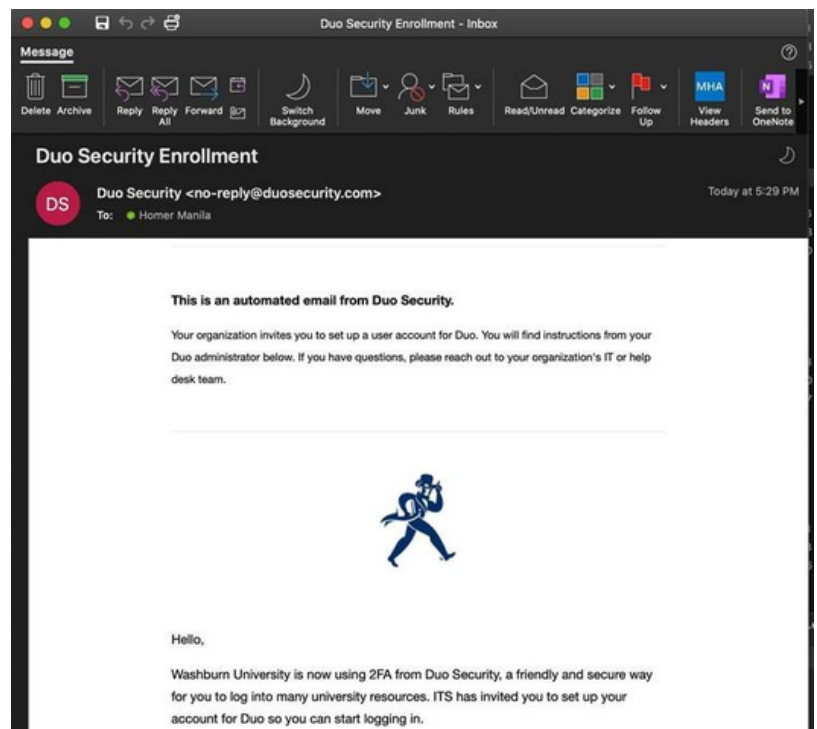 Duo Security Enrollment - Inbox
Message
Delete Archive Reply Reply All Forward Switch Background Move Junk Rules Read/Unread Categorize Follow Up MHA View Headers N Send to OneNote
Duo Security Enrollment
DS
Duo Security <no-reply@duosecurity.com>
Today at 5:29 PM
To: Homer Manila
This is an automated email from Duo Security.
Your organization invites you to set up a user account for Duo. You will find instructions from your
Duo administrator below. If you have questions, please reach out to your organization's IT or help
desk team.
Hello,
Washburn University is now using 2FA from Duo Security, a friendly and secure way
for you to log into many university resources. ITS has invited you to set up your
account for Duo so you can start logging in.